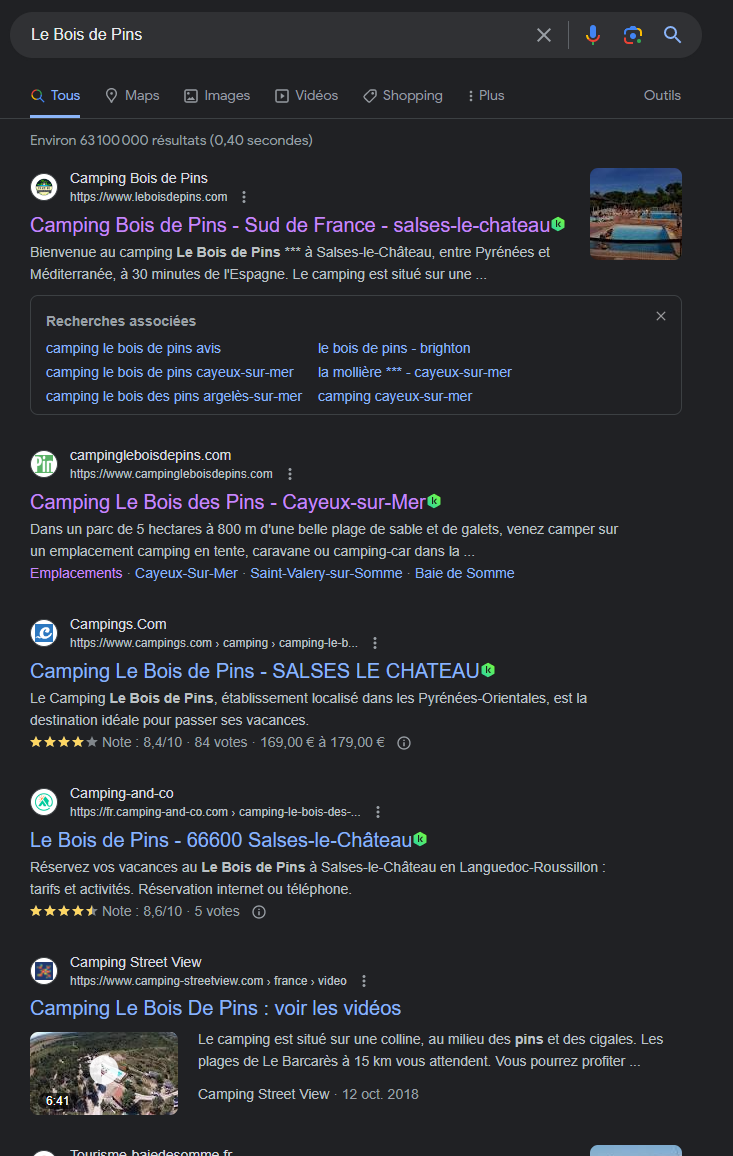 Le Bois de Pins
Tous Maps Images Vidéos Shopping Plus Outils
Environ 63 100 000 résultats (0,40 secondes)
Camping Bois de Pins
https://www.leboisdepins.com
Camping Bois de Pins - Sud de France - salses-le-chateau
Bienvenue au camping Le Bois de Pins *** à Salses-le-Château, entre Pyrénées et
Méditerranée, à 30 minutes de l'Espagne. Le camping est situé sur une ...
Recherches associées
camping le bois de pins avis
le bois de pins - brighton
camping le bois de pins cayeux-sur-mer
la mollière *** - cayeux-sur-mer
camping le bois des pins argelès-sur-mer
camping cayeux-sur-mer
Pin
campingleboisdepins.com
https://www.campingleboisdepins.com
Camping Le Bois des Pins - Cayeux-sur-Mer
Dans un parc de 5 hectares à 800 m d'une belle plage de sable et de galets, venez camper sur
un emplacement camping en tente, caravane ou camping-car dans la ...
Emplacements · Cayeux-Sur-Mer · Saint-Valery-sur-Somme · Baie de Somme
Campings.Com
https://www.campings.com › camping › camping-le-b...
Camping Le Bois de Pins - SALSES LE CHATEAU
Le Camping Le Bois de Pins, établissement localisé dans les Pyrénées-Orientales, est la
destination idéale pour passer ses vacances.
Note : 8,4/10 · 84 votes · 169,00 € à 179,00 €
Camping-and-co
https://fr.camping-and-co.com › camping-le-bois-des-...
Le Bois de Pins - 66600 Salses-le-Château
Réservez vos vacances au Le Bois de Pins à Salses-le-Château en Languedoc-Roussillon :
tarifs et activités. Réservation internet ou téléphone.
Note : 8,6/10 · 5 votes
Camping Street View
https://www.camping-streetview.com › france › video
Camping Le Bois De Pins : voir les vidéos
Le camping est situé sur une colline, au milieu des pins et des cigales. Les
plages de Le Barcarès à 15 km vous attendent. Vous pourrez profiter ...
6:41
Camping Street View · 12 oct. 2018
Tourisme-baiedesomme.fr